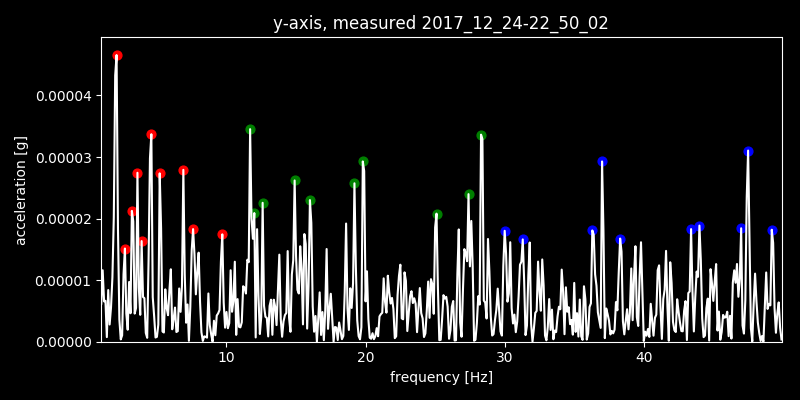 y-axis, measured 2017_12_24-22_50_02
acceleration [g]
0.00004
0.00003
0.00002
0.00001
0.00000
10 20 30 40
frequency [Hz]